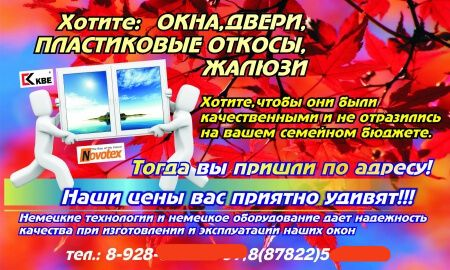 Хотите: ОКНА,ДВЕРИ,
ПЛАСТИКОВЫЕ ОТКОСЫ,
ЖАЛЮЗИ
KBE
Novotex
Хотите,чтобы они были
качественными и не отразились
на вашем семейном бюджете.
Тогда вы пришли по адресу!
Наши цены вас приятно удивят!!!
Немецкие технологии и немецкое оборудование дает надежность
качества при изготовлении и эксплуатации наших окон
тел.: 8-928- ,8(87822)5